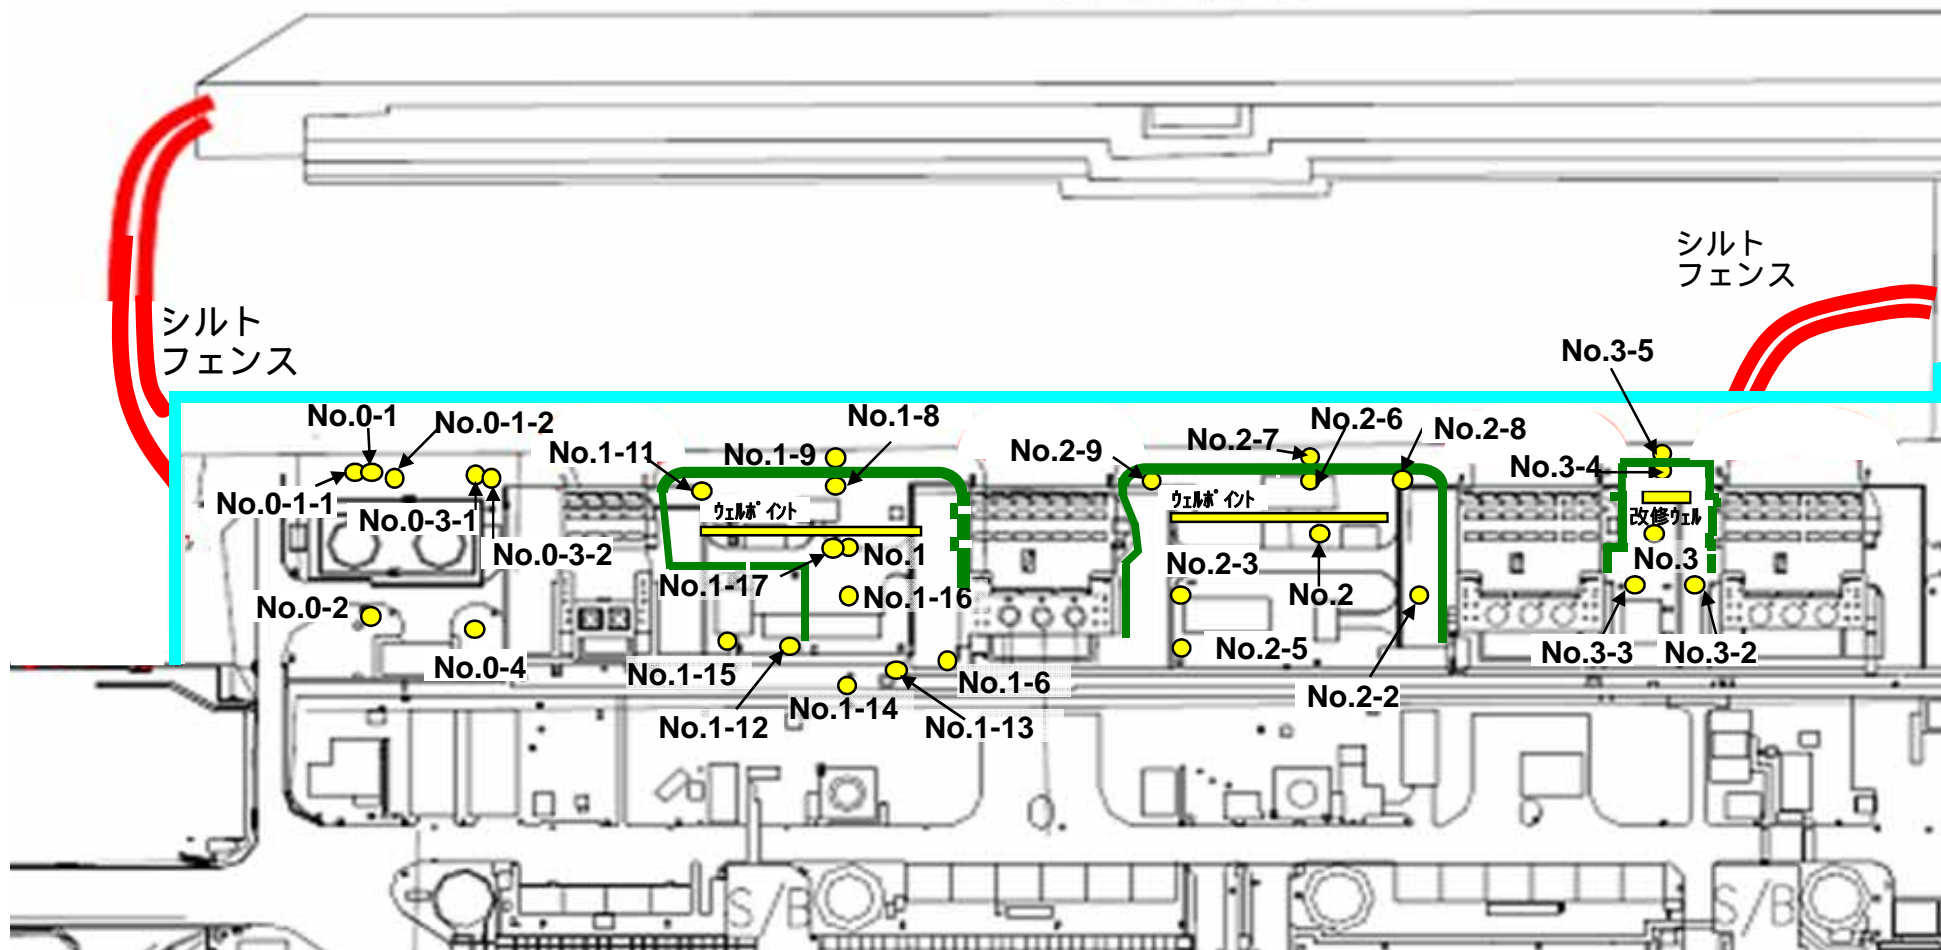 シルト
フェンス
シルト
フェンス
No.3-5
No.0-1
No.0-1-2
No.1-11
No.1-9
No.1-8
No.2-9
No.2-7
No.2-6
No.2-8
No.3-4
No.0-1-1
No.0-3-1
No.0-3-2
ｳｪﾙﾎﾟｲﾝﾄ
ｳｪﾙﾎﾟｲﾝﾄ
改修ｳｪﾙ
No.1
No.1-17
No.1-16
No.2-3
No.2
No.3
No.0-2
No.0-4
No.1-15
No.1-6
No.2-5
No.3-3
No.3-2
No.1-12
No.1-14
No.1-13
No.2-2
S/B
S/B